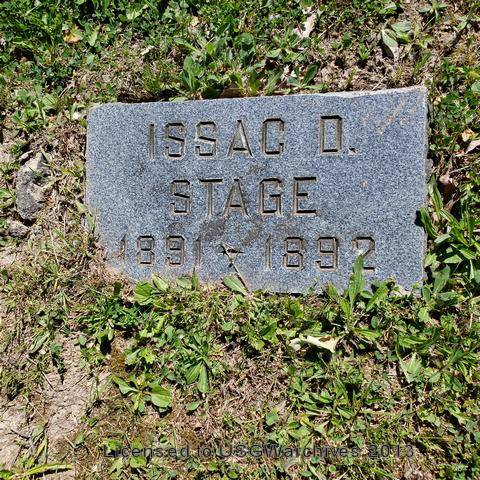 ISSAC D.
STAGE
1891 - 1892
Licensed to USGWarchives 2013